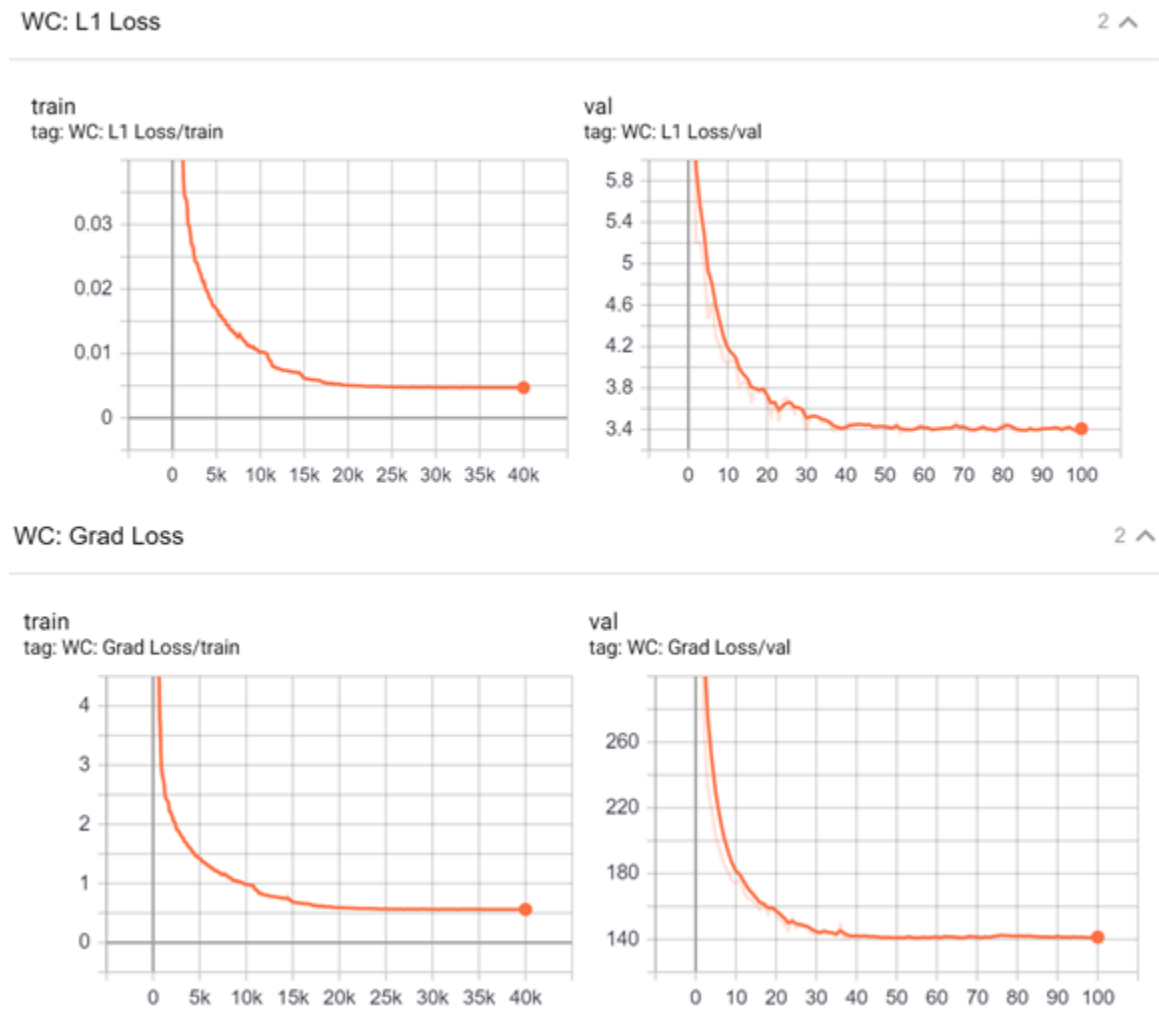 WC: L1 Loss
2
train
tag: WC: L1 Loss/train
0.03
0.02
0.01
0
0 5k 10k 15k 20k 25k 30k 35k 40k
val
tag: WC: L1 Loss/val
5.8
5.4
5
4.6
4.2
3.8
3.4
0 10 20 30 40 50 60 70 80 90 100
WC: Grad Loss
2
train
tag: WC: Grad Loss/train
4
3
2
1
0
0 5k 10k 15k 20k 25k 30k 35k 40k
val
tag: WC: Grad Loss/val
260
220
180
140
0 10 20 30 40 50 60 70 80 90 100